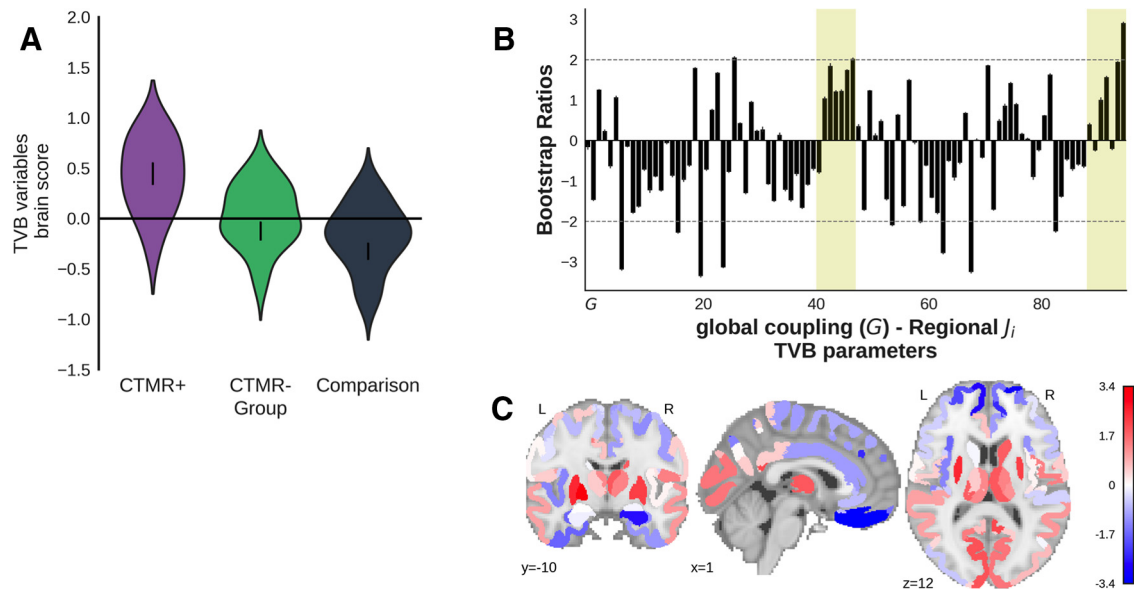 A
2.0
1.5
1.0
0.5
0.0
−0.5
−1.0
−1.5
TVB variables
brain score
CTMR+
CTMR-
Group
Comparison
B
3
2
1
0
−1
−2
−3
Bootstrap Ratios
G
20
40
60
80
global coupling (G) - Regional Ji
TVB parameters
C
L
R
y=-10
x=1
L
R
z=12
3.4
1.7
0
-1.7
-3.4